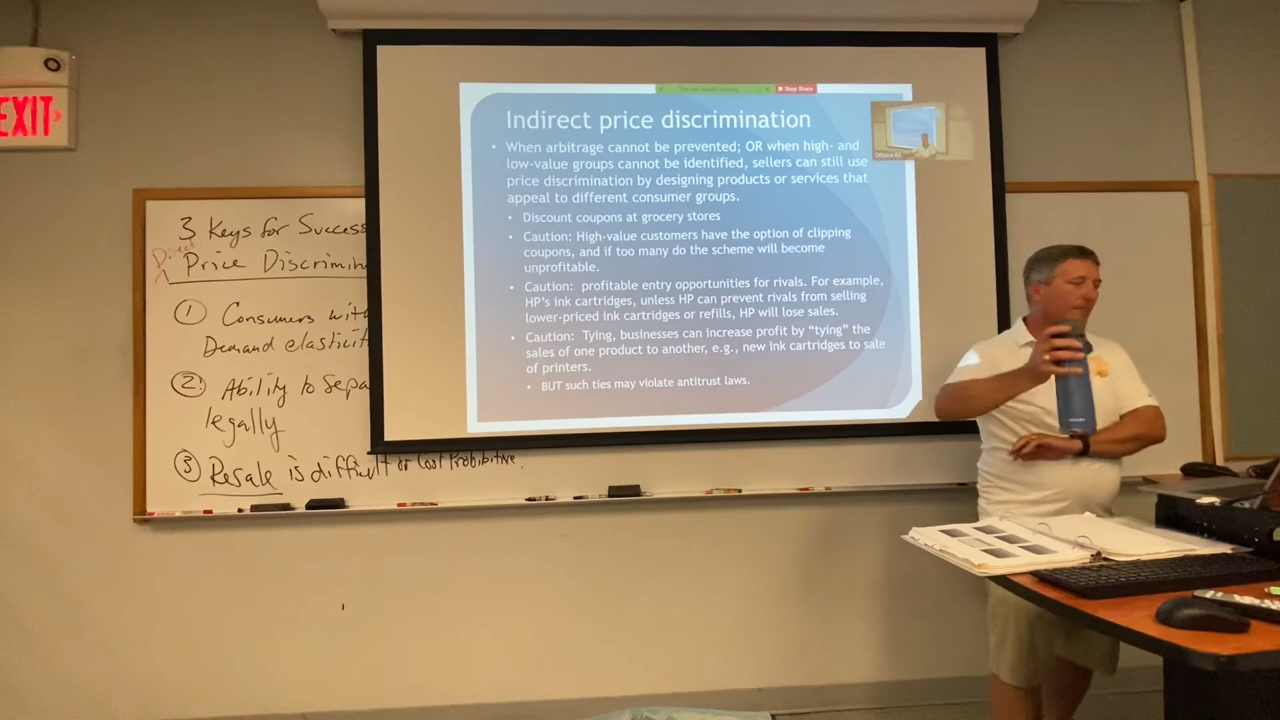 EXIT
3 Keys for Success
Direct
Price Discrimin
① Consumers with
Demand elasticit
② Ability to Sepa
legally
③ Resale is difficult or Cost Prohibitive.
Stop Share
Indirect price discrimination
• When arbitrage cannot be prevented; OR when high- and
low-value groups cannot be identified, sellers can still use
price discrimination by designing products or services that
appeal to different consumer groups.
• Discount coupons at grocery stores
• Caution: High-value customers have the option of clipping
coupons, and if too many do the scheme will become
unprofitable.
• Caution: profitable entry opportunities for rivals. For example,
HP's ink cartridges, unless HP can prevent rivals from selling
lower-priced ink cartridges or refills, HP will lose sales.
• Caution: Tying, businesses can increase profit by "tying" the
sales of one product to another, e.g., new ink cartridges to sale
of printers.
• BUT such ties may violate antitrust laws.